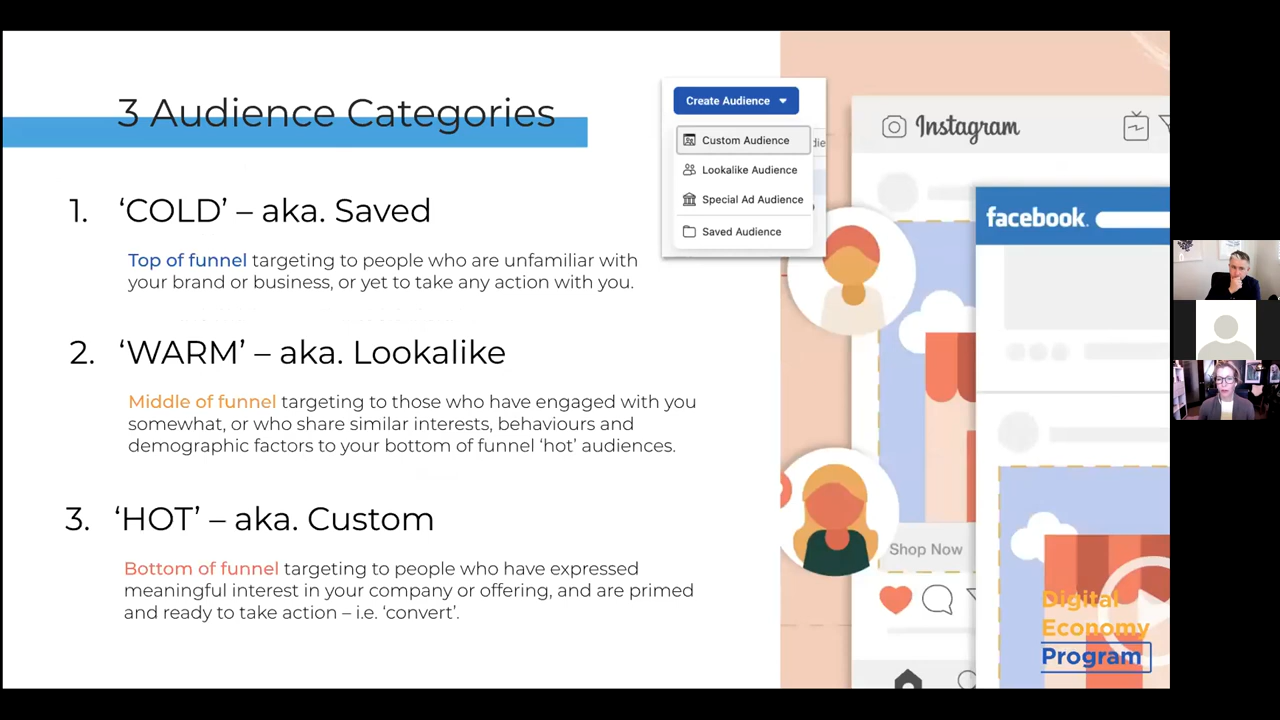 3 Audience Categories
1. ‘COLD’ – aka. Saved
Top of funnel targeting to people who are unfamiliar with
your brand or business, or yet to take any action with you.
2. ‘WARM’ – aka. Lookalike
Middle of funnel targeting to those who have engaged with you
somewhat, or who share similar interests, behaviours and
demographic factors to your bottom of funnel ‘hot’ audiences.
3. ‘HOT’ – aka. Custom
Bottom of funnel targeting to people who have expressed
meaningful interest in your company or offering, and are primed
and ready to take action – i.e. ‘convert’.
Create Audience
Custom Audience
Lookalike Audience
Special Ad Audience
Saved Audience
Instagram
facebook.
Shop Now
Digital
Economy
Program